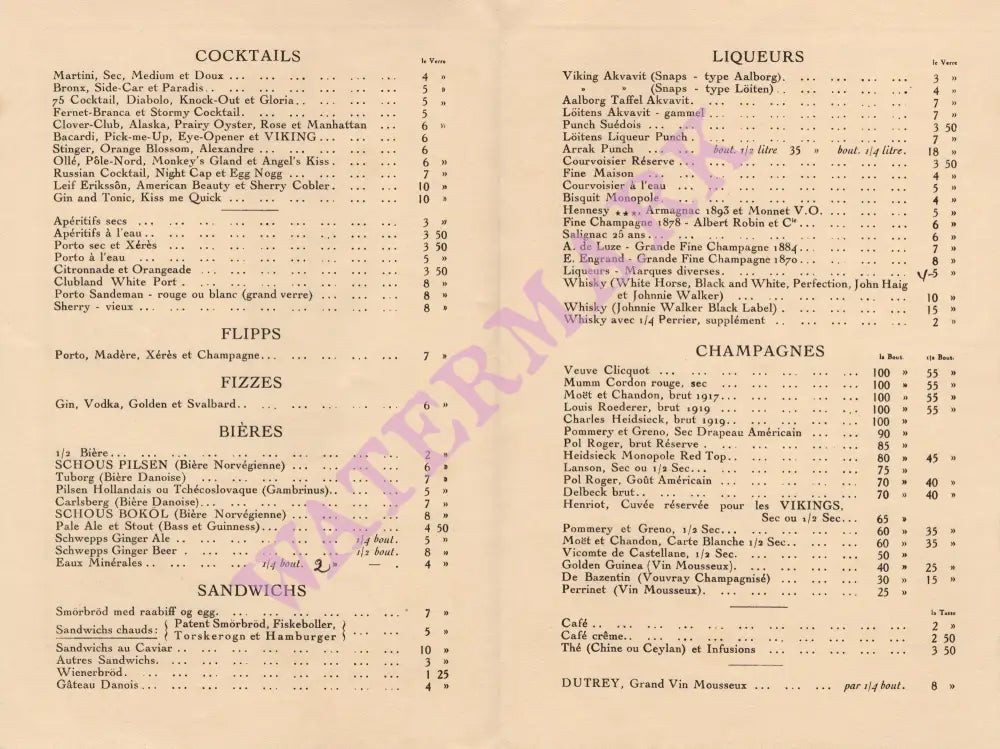 COCKTAILS
le Verre
Martini, Sec, Medium et Doux ... 4 »
Bronx, Side-Car et Paradis ... 5 »
75 Cocktail, Diabolo, Knock-Out et Gloria ... 5 »
Fernet-Branca et Stormy Cocktail ... 5
Clover-Club, Alaska, Prairy Oyster, Rose et Manhattan ... 6 »
Bacardi, Pick-me-Up, Eye-Opener et VIKING ... 6
Stinger, Orange Blossom, Alexandre ... 6
Ollé, Pôle-Nord, Monkey's Gland et Angel's Kiss ... 6 »
Russian Cocktail, Night Cap et Egg Nogg ... 7 »
Leif Erikssôn, American Beauty et Sherry Cobler ... 10 »
Gin and Tonic, Kiss me Quick ... 10 »
Apéritifs secs ... 3 »
Apéritifs à l'eau ... 3 50
Porto sec et Xérès ... 3 50
Porto à l'eau ... 5 »
Citronnade et Orangeade ... 3 50
Clubland White Port ... 8 »
Porto Sandeman - rouge ou blanc (grand verre) ... 8 »
Sherry - vieux ... 8 »
FLIPPS
Porto, Madère, Xérès et Champagne ... 7 »
FIZZES
Gin, Vodka, Golden et Svalbard ... 6 »
BIÈRES
1/2 Bière ... 2 »
SCHOUS PILSEN (Bière Norvégienne) ... 6 »
Tuborg (Bière Danoise) ... 7 »
Pilsen Hollandais ou Tchécoslovaque (Gambrinus) ... 5 »
Carlsberg (Bière Danoise) ... 7 »
SCHOUS BOKÖL (Bière Norvégienne) ... 8 »
Pale Ale et Stout (Bass et Guinness) ... 4 50
Schwepps Ginger Ale ... 1/4 bout. 5 »
Schwepps Ginger Beer ... 1/2 bout. 8 »
Eaux Minérales ... 1/4 bout. 2 » — . 4 »
SANDWICHS
Smörbröd med raabiff og egg ... 7 »
Sandwichs chauds: { Patent Smörbröd, Fiskeboller, Torskerogn et Hamburger } ... 5 »
Sandwichs au Caviar ... 10 »
Autres Sandwichs ... 3 »
Wienerbröd ... 1 25
Gâteau Danois ... 4 »
LIQUEURS
le Verre
Viking Akvavit (Snaps - type Aalborg) ... 3 »
» » (Snaps - type Löiten) ... 4 »
Aalborg Taffel Akvavit ... 7 »
Löitens Akvavit - gammel ... 7 »
Punch Suédois ... 3 50
Löitens Liqueur Punch ... 7 »
Arrak Punch ... bout. 1/2 litre 35 » bout. 1/4 litre. 18 »
Courvoisier Réserve ... 3 50
Fine Maison ... 4 »
Courvoisier à l'eau ... 5 »
Bisquit Monopole ... 4 »
Hennesy ★★★, Armagnac 1893 et Monnet V.O. ... 5 »
Fine Champagne 1878 - Albert Robin et Cie ... 6 »
Salignac 25 ans ... 6 »
A. de Luze - Grande Fine Champagne 1884 ... 7 »
E. Engrand - Grande Fine Champagne 1870 ... 8 »
Liqueurs - Marques diverses ... 5 »
Whisky (White Horse, Black and White, Perfection, John Haig
et Johnnie Walker) ... 10 »
Whisky (Johnnie Walker Black Label) ... 15 »
Whisky avec 1/4 Perrier, supplément ... 2 »
CHAMPAGNES
la Bout. 1/2 Bout.
Veuve Clicquot ... 100 » 55 »
Mumm Cordon rouge, sec ... 100 » 55 »
Moët et Chandon, brut 1917 ... 100 » 55 »
Louis Roederer, brut 1919 ... 100 » 55 »
Charles Heidsieck, brut 1919 ... 100 »
Pommery et Greno, Sec Drapeau Américain ... 90 »
Pol Roger, brut Réserve ... 85 »
Heidsieck Monopole Red Top ... 80 » 45 »
Lanson, Sec ou 1/2 Sec ... 75 »
Pol Roger, Goût Américain ... 70 » 40 »
Delbeck brut ... 70 » 40 »
Henriot, Cuvée réservée pour les VIKINGS,
Sec ou 1/2 Sec ... 65 »
Pommery et Greno, 1/2 Sec ... 60 » 35 »
Moët et Chandon, Carte Blanche 1/2 Sec ... 60 » 35 »
Vicomte de Castellane, 1/2 Sec. ... 50 »
Golden Guinea (Vin Mousseux) ... 40 » 25 »
De Bazentin (Vouvray Champagnisé) ... 30 » 15 »
Perrinet (Vin Mousseux) ... 25 »
la Tasse
Café ... 2 »
Café crême ... 2 50
Thé (Chine ou Ceylan) et Infusions ... 3 50
DUTREY, Grand Vin Mousseux ... par 1/4 bout. 8 »
WATERMARK